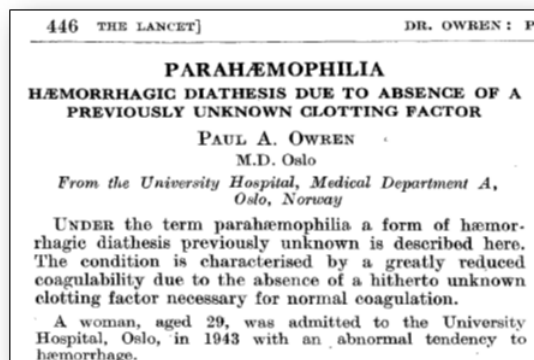 446 THE LANCET] DR. OWREN: P
PARAHÆMOPHILIA
HÆMORRHAGIC DIATHESIS DUE TO ABSENCE OF A
PREVIOUSLY UNKNOWN CLOTTING FACTOR
PAUL A. OWREN
M.D. Oslo
From the University Hospital, Medical Department A,
Oslo, Norway
UNDER the term parahæmophilia a form of hæmor-
rhagic diathesis previously unknown is described here.
The condition is characterised by a greatly reduced
coagulability due to the absence of a hitherto unknown
clotting factor necessary for normal coagulation.
A woman, aged 29, was admitted to the University
Hospital, Oslo, in 1943 with an abnormal tendency to
hæmorrhage.